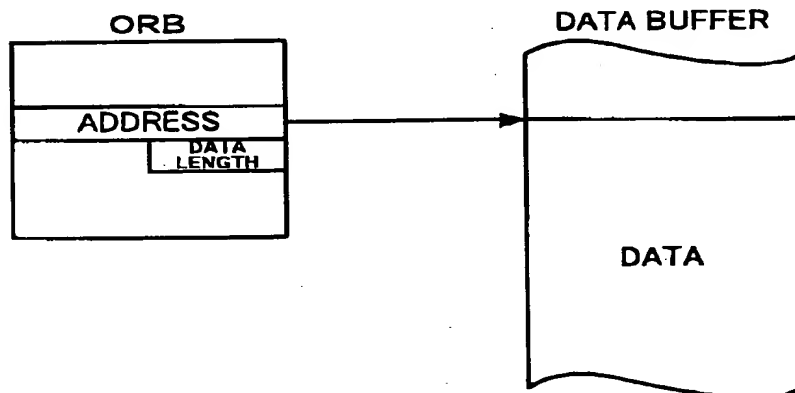 ORB
DATA BUFFER
ADDRESS
DATA
LENGTH
DATA